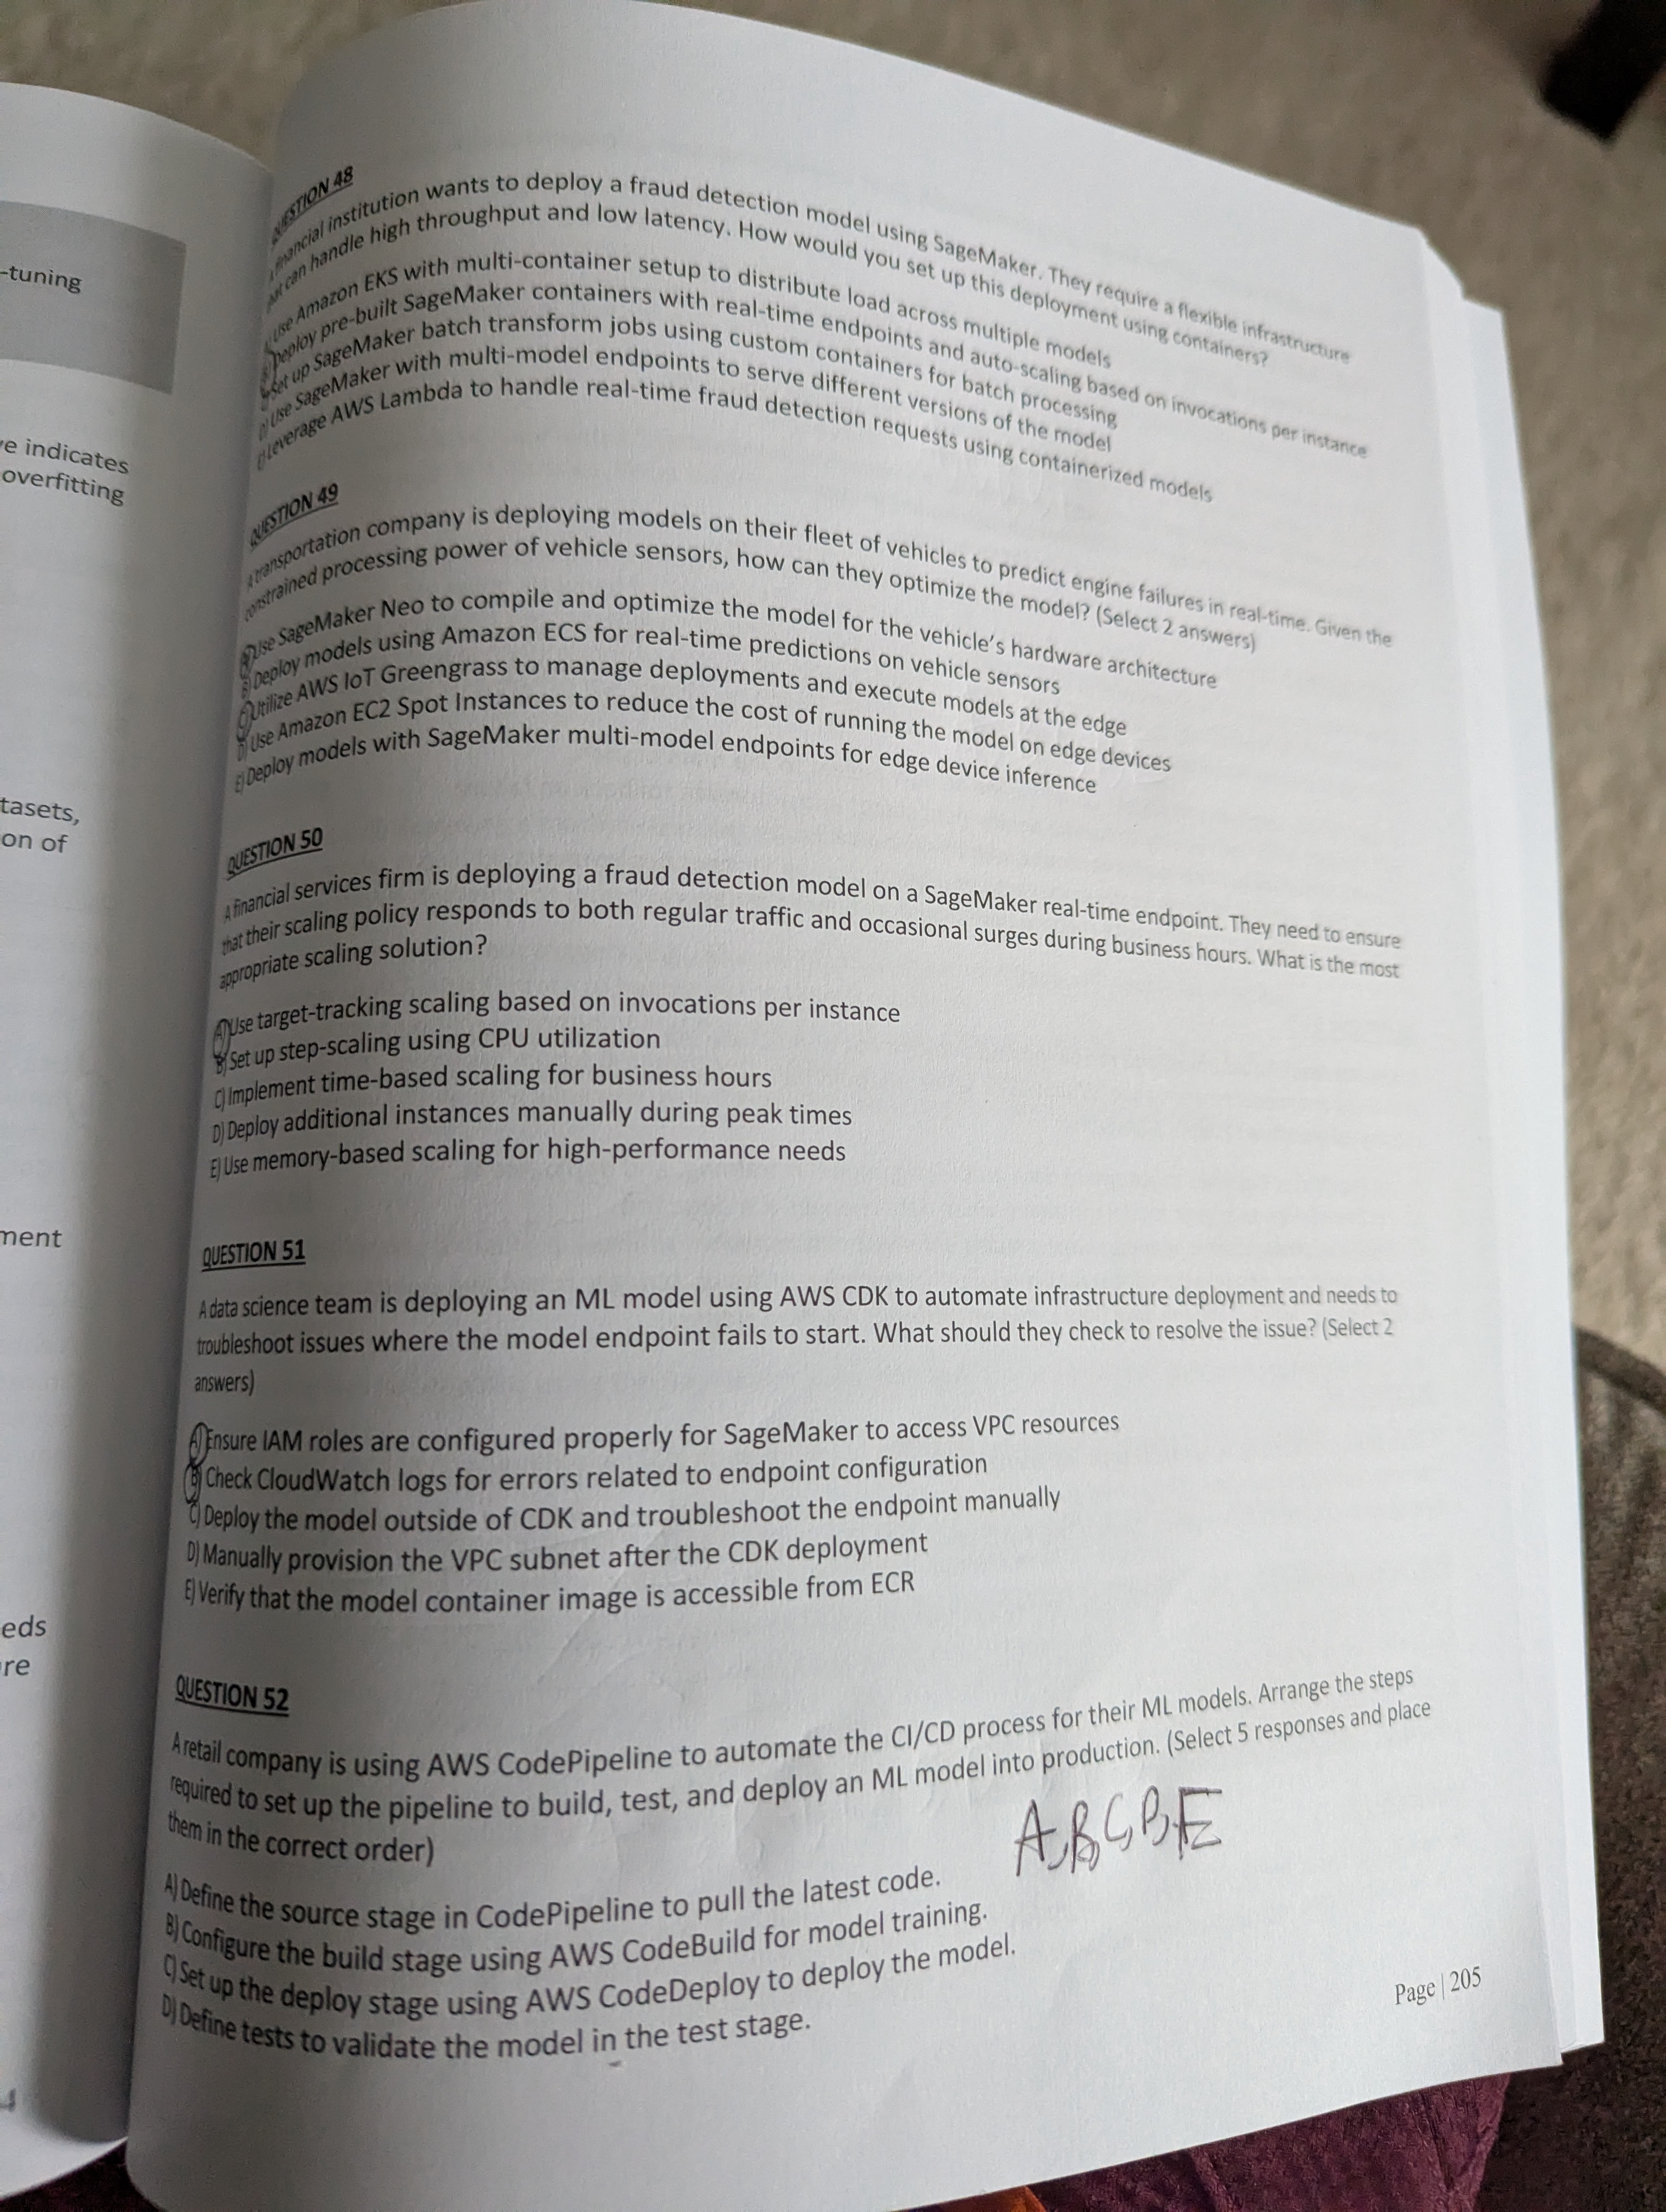 -tuning
e indicates
overfitting
tasets,
on of
ment
eds
re
QUESTION 48
A financial institution wants to deploy a fraud detection model using SageMaker. They require a flexible infrastructure
that can handle high throughput and low latency. How would you set up this deployment using containers?
A) Use Amazon EKS with multi-container setup to distribute load across multiple models
B) Deploy pre-built SageMaker containers with real-time endpoints and auto-scaling based on invocations per instance
C) Set up SageMaker batch transform jobs using custom containers for batch processing
D) Use SageMaker with multi-model endpoints to serve different versions of the model
E) Leverage AWS Lambda to handle real-time fraud detection requests using containerized models
QUESTION 49
A transportation company is deploying models on their fleet of vehicles to predict engine failures in real-time. Given the
constrained processing power of vehicle sensors, how can they optimize the model? (Select 2 answers)
A) Use SageMaker Neo to compile and optimize the model for the vehicle's hardware architecture
B) Deploy models using Amazon ECS for real-time predictions on vehicle sensors
C) Utilize AWS IoT Greengrass to manage deployments and execute models at the edge
D) Use Amazon EC2 Spot Instances to reduce the cost of running the model on edge devices
E) Deploy models with SageMaker multi-model endpoints for edge device inference
QUESTION 50
A financial services firm is deploying a fraud detection model on a SageMaker real-time endpoint. They need to ensure
that their scaling policy responds to both regular traffic and occasional surges during business hours. What is the most
appropriate scaling solution?
A) Use target-tracking scaling based on invocations per instance
B) Set up step-scaling using CPU utilization
C) Implement time-based scaling for business hours
D) Deploy additional instances manually during peak times
E) Use memory-based scaling for high-performance needs
QUESTION 51
A data science team is deploying an ML model using AWS CDK to automate infrastructure deployment and needs to
troubleshoot issues where the model endpoint fails to start. What should they check to resolve the issue? (Select 2
answers)
A) Ensure IAM roles are configured properly for SageMaker to access VPC resources
B) Check CloudWatch logs for errors related to endpoint configuration
C) Deploy the model outside of CDK and troubleshoot the endpoint manually
D) Manually provision the VPC subnet after the CDK deployment
E) Verify that the model container image is accessible from ECR
QUESTION 52
A retail company is using AWS CodePipeline to automate the CI/CD process for their ML models. Arrange the steps
required to set up the pipeline to build, test, and deploy an ML model into production. (Select 5 responses and place
them in the correct order)
A) Define the source stage in CodePipeline to pull the latest code.
B) Configure the build stage using AWS CodeBuild for model training.
C) Set up the deploy stage using AWS CodeDeploy to deploy the model.
D) Define tests to validate the model in the test stage.
Page | 205